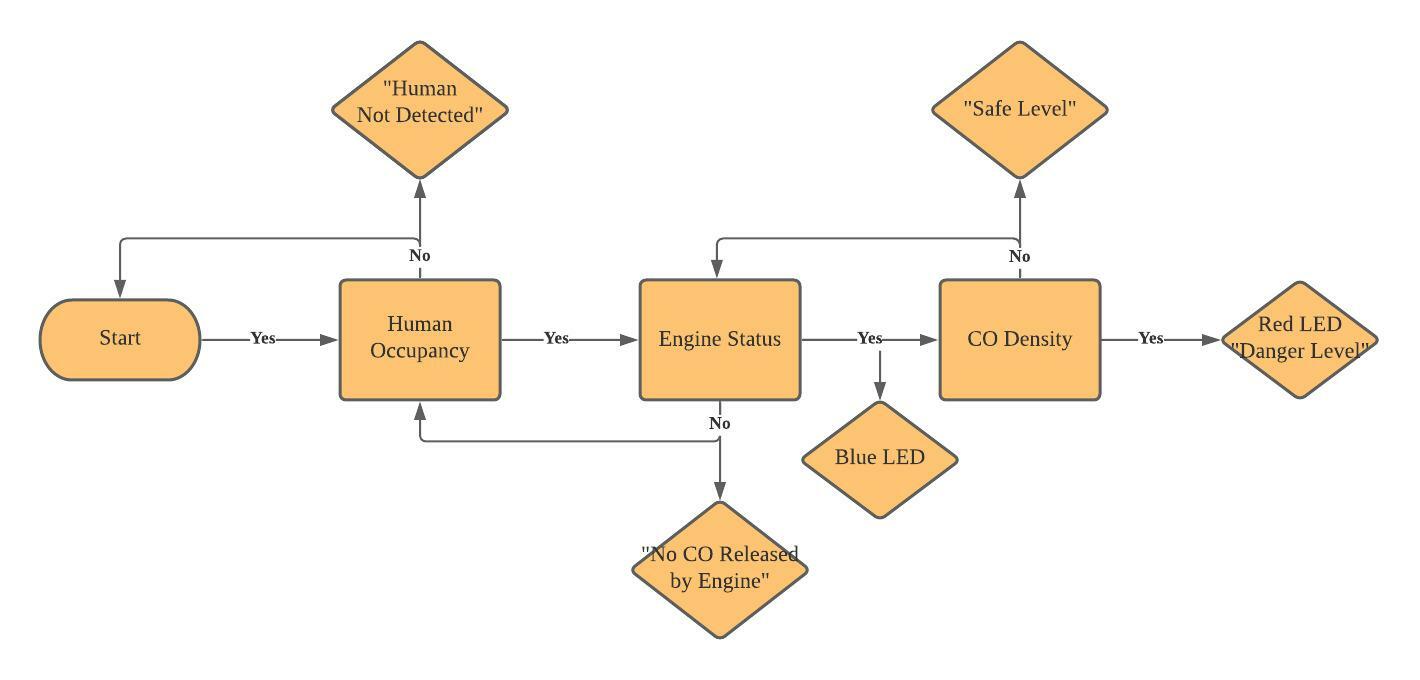 "Human
Not Detected"
"Safe Level"
No
No
Start
Yes
Human
Occupancy
Yes
Engine Status
Yes
CO Density
Yes
Red LED
"Danger Level"
No
Blue LED
"No CO Released
by Engine"